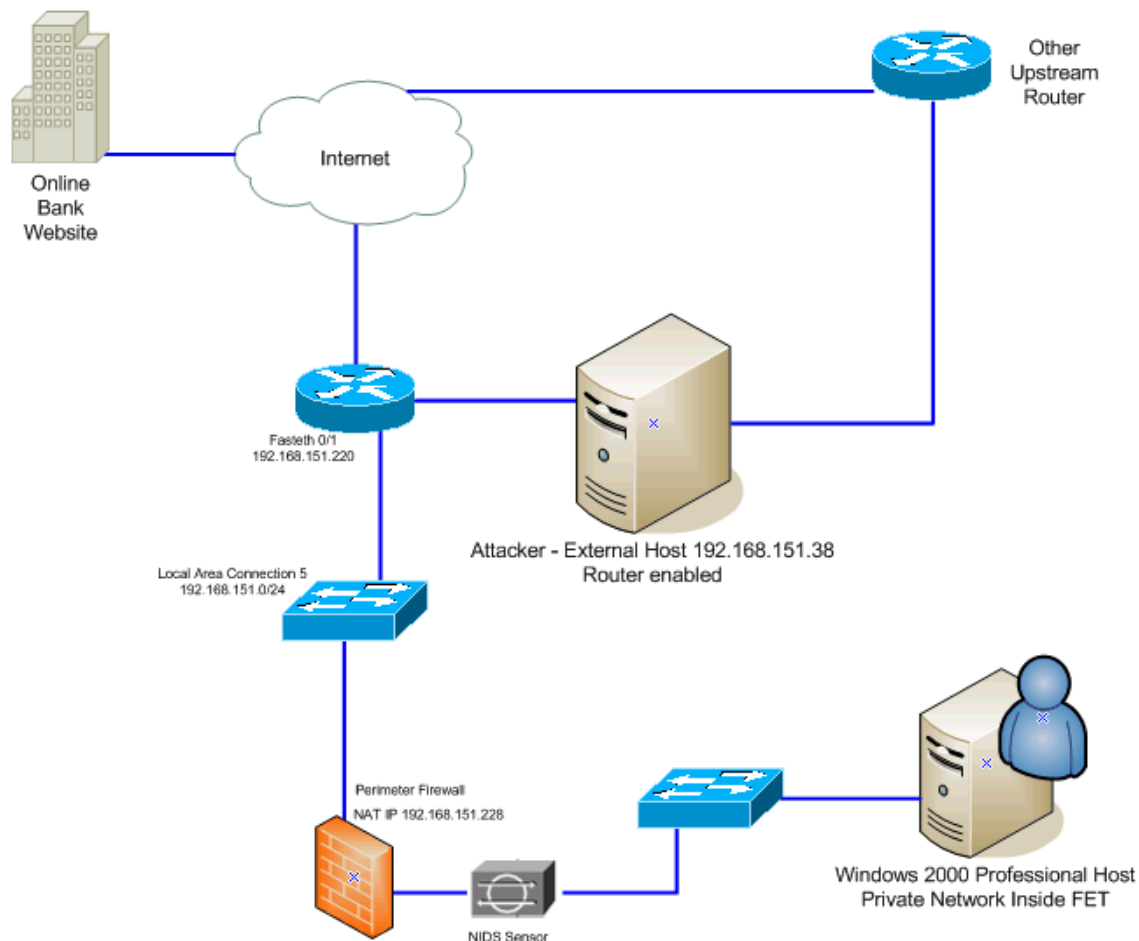 Other
Upstream
Router
Internet
Online
Bank
Website
Fasteth 0/1
192.168.151.220
Attacker - External Host 192.168.151.38
Router enabled
Local Area Connection 5
192.168.151.0/24
Perimeter Firewall
NAT IP 192.168.151.228
Windows 2000 Professional Host
Private Network Inside FET
NIDS Sensor